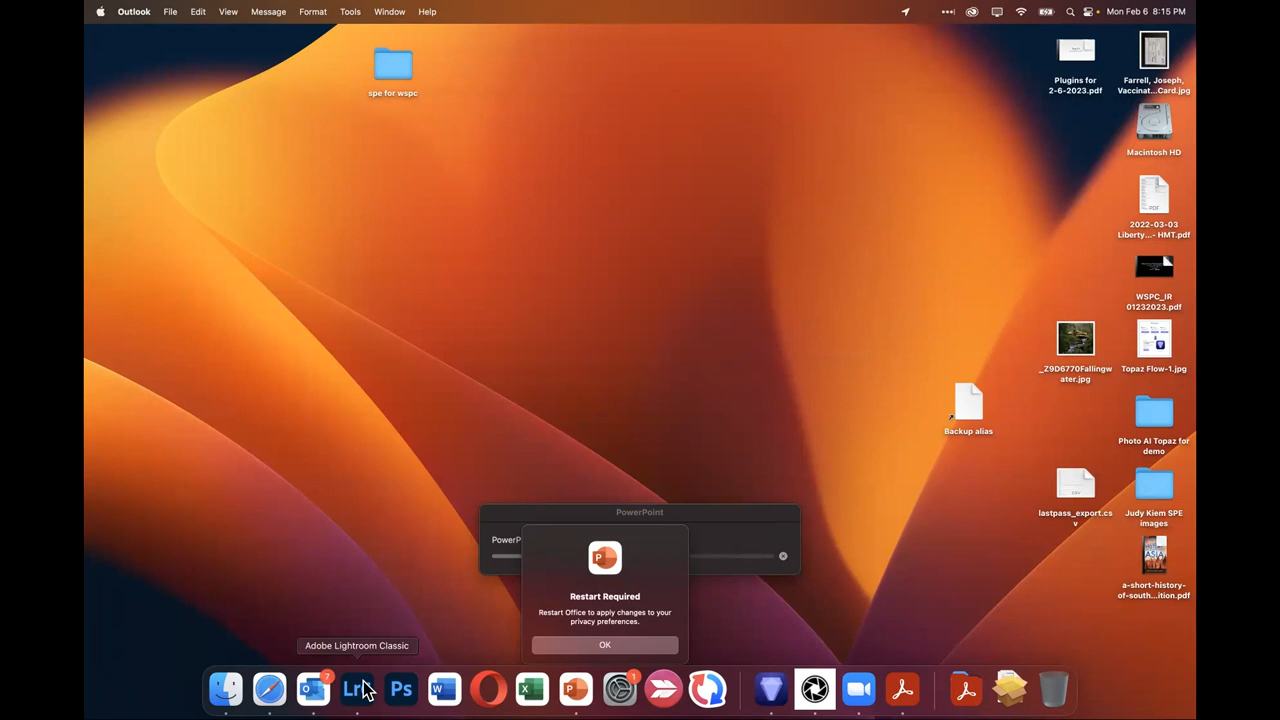 Outlook File Edit View Message Format Tools Window Help
Mon Feb 6 8:15 PM
spe for wspc
Plugins for
2-6-2023.pdf
Farrell, Joseph,
Vaccinat...Card.jpg
Macintosh HD
PDF
2022-03-03
Liberty,...- HMT.pdf
WSPC_IR
01232023.pdf
_Z9D6770Fallingw
ater.jpg
Topaz Flow-1.jpg
Backup alias
Photo AI Topaz for
demo
CSV
lastpass_export.cs
v
Judy Kiem SPE
images
ASIA
a-short-history-
of-south...ition.pdf
PowerPoint
PowerP
P
Restart Required
Restart Office to apply changes to your
privacy preferences.
OK
Adobe Lightroom Classic
7
O
Lr
Ps
W
X
P
1